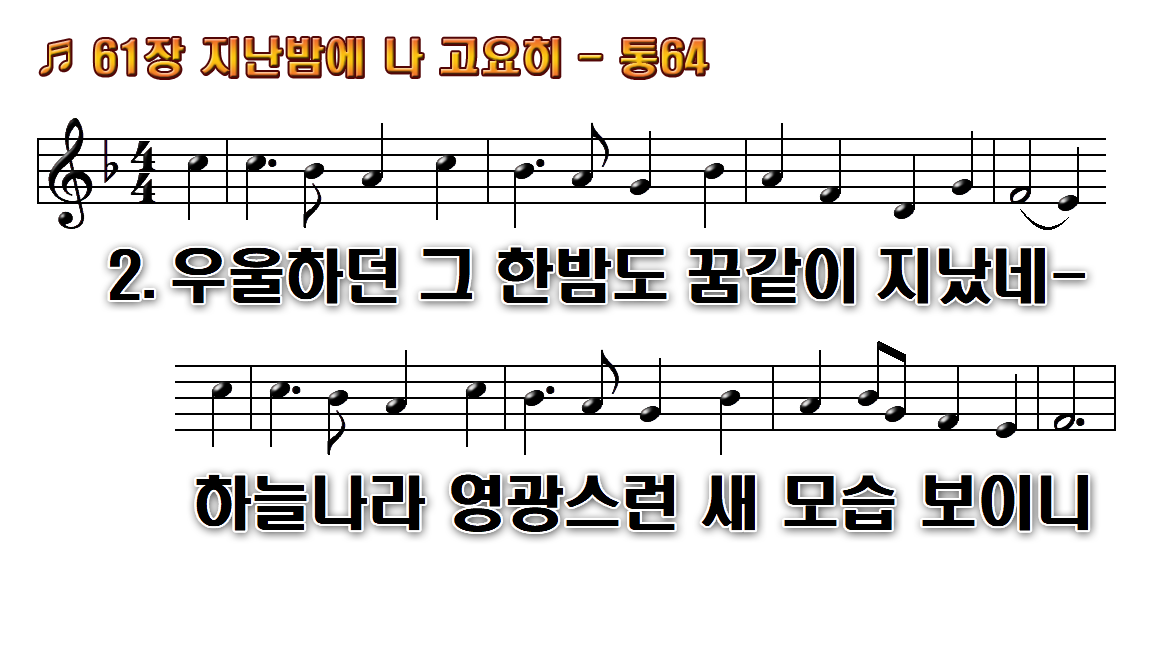 ♬ 61장 지난밤에 나 고요히 - 통64
4
4
2. 우울하던 그 한밤도 꿈같이 지났네-
하늘나라 영광스런 새 모습 보이니